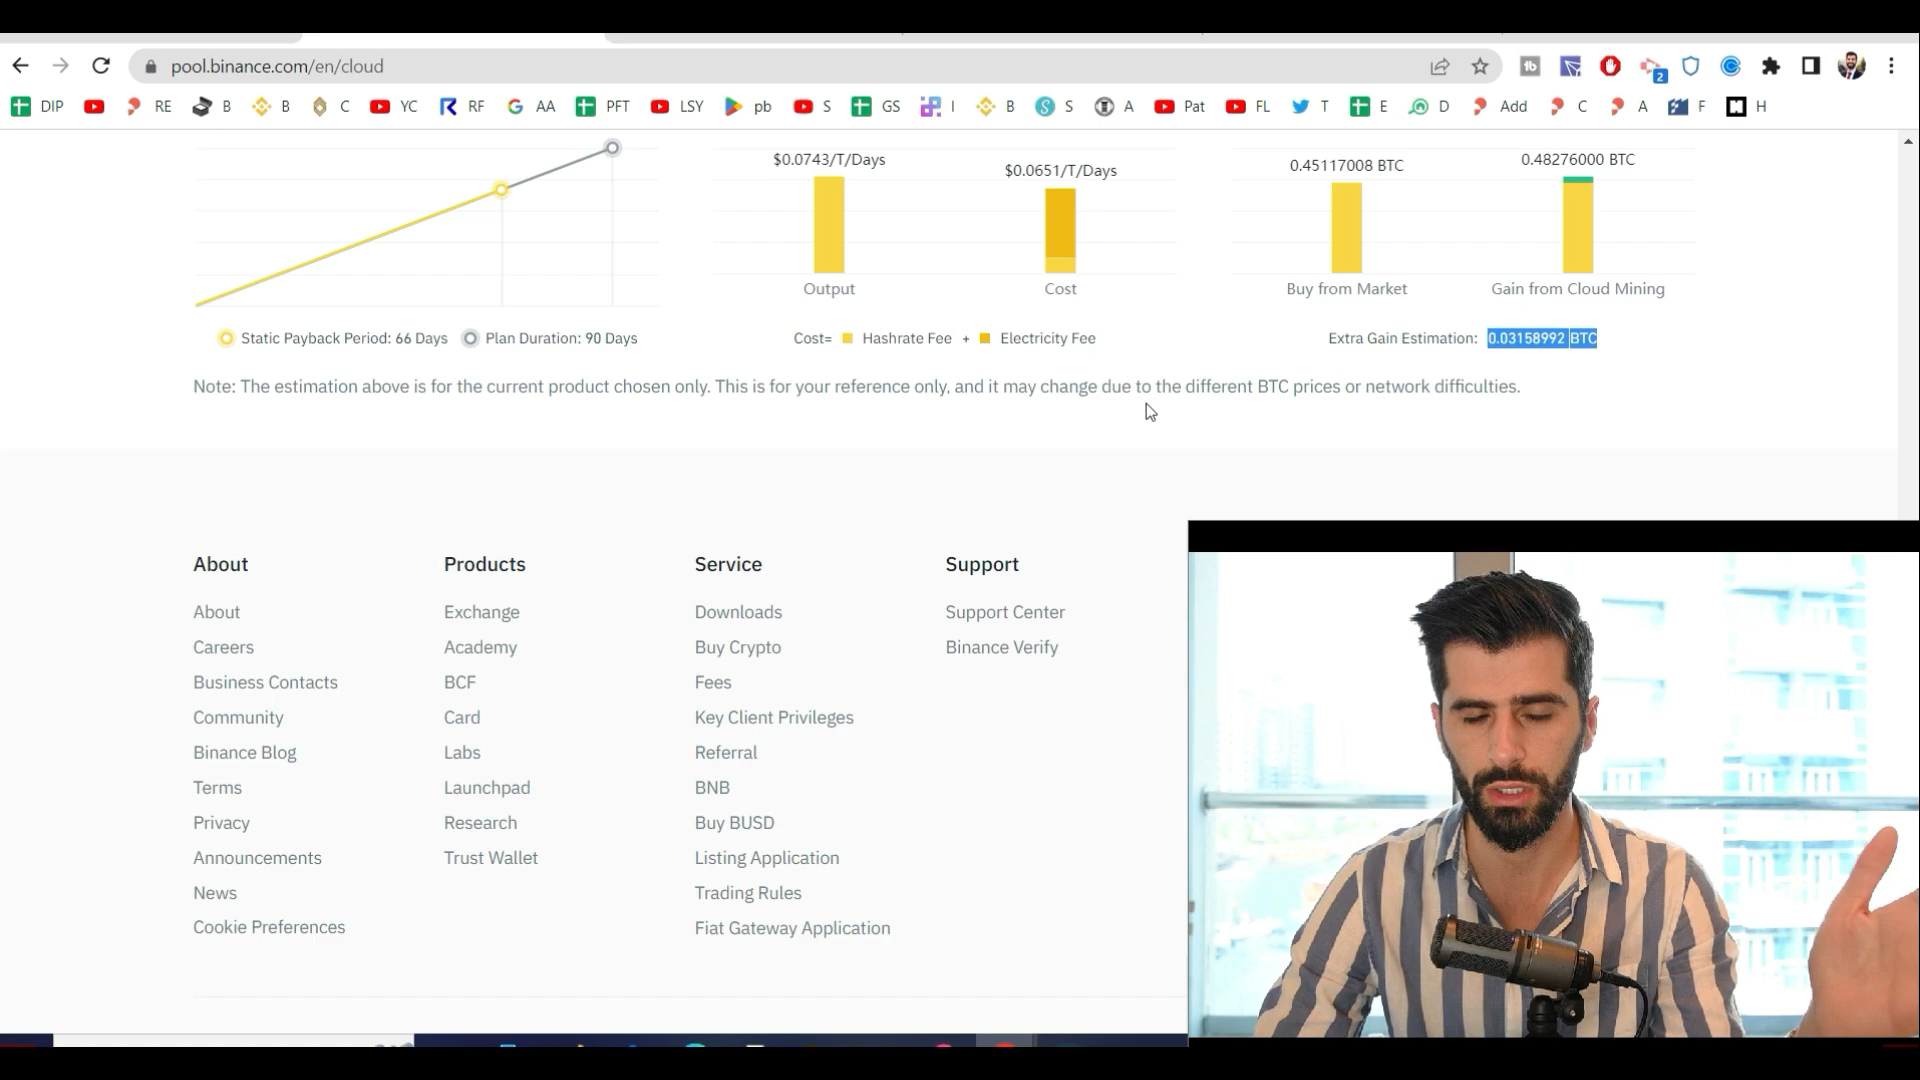 pool.binance.com/en/cloud
2
DIP RE B B C YC RF AA PFT LSY pb S GS I B S A Pat FL T E D Add C A F H
$0.0743/T/Days
$0.0651/T/Days
Output
Cost
0.45117008 BTC
0.48276000 BTC
Buy from Market
Gain from Cloud Mining
Static Payback Period: 66 Days Plan Duration: 90 Days
Cost= Hashrate Fee + Electricity Fee
Extra Gain Estimation: 0.03158992 BTC
Note: The estimation above is for the current product chosen only. This is for your reference only, and it may change due to the different BTC prices or network difficulties.
About
About
Careers
Business Contacts
Community
Binance Blog
Terms
Privacy
Announcements
News
Cookie Preferences
Products
Exchange
Academy
BCF
Card
Labs
Launchpad
Research
Trust Wallet
Service
Downloads
Buy Crypto
Fees
Key Client Privileges
Referral
BNB
Buy BUSD
Listing Application
Trading Rules
Fiat Gateway Application
Support
Support Center
Binance Verify